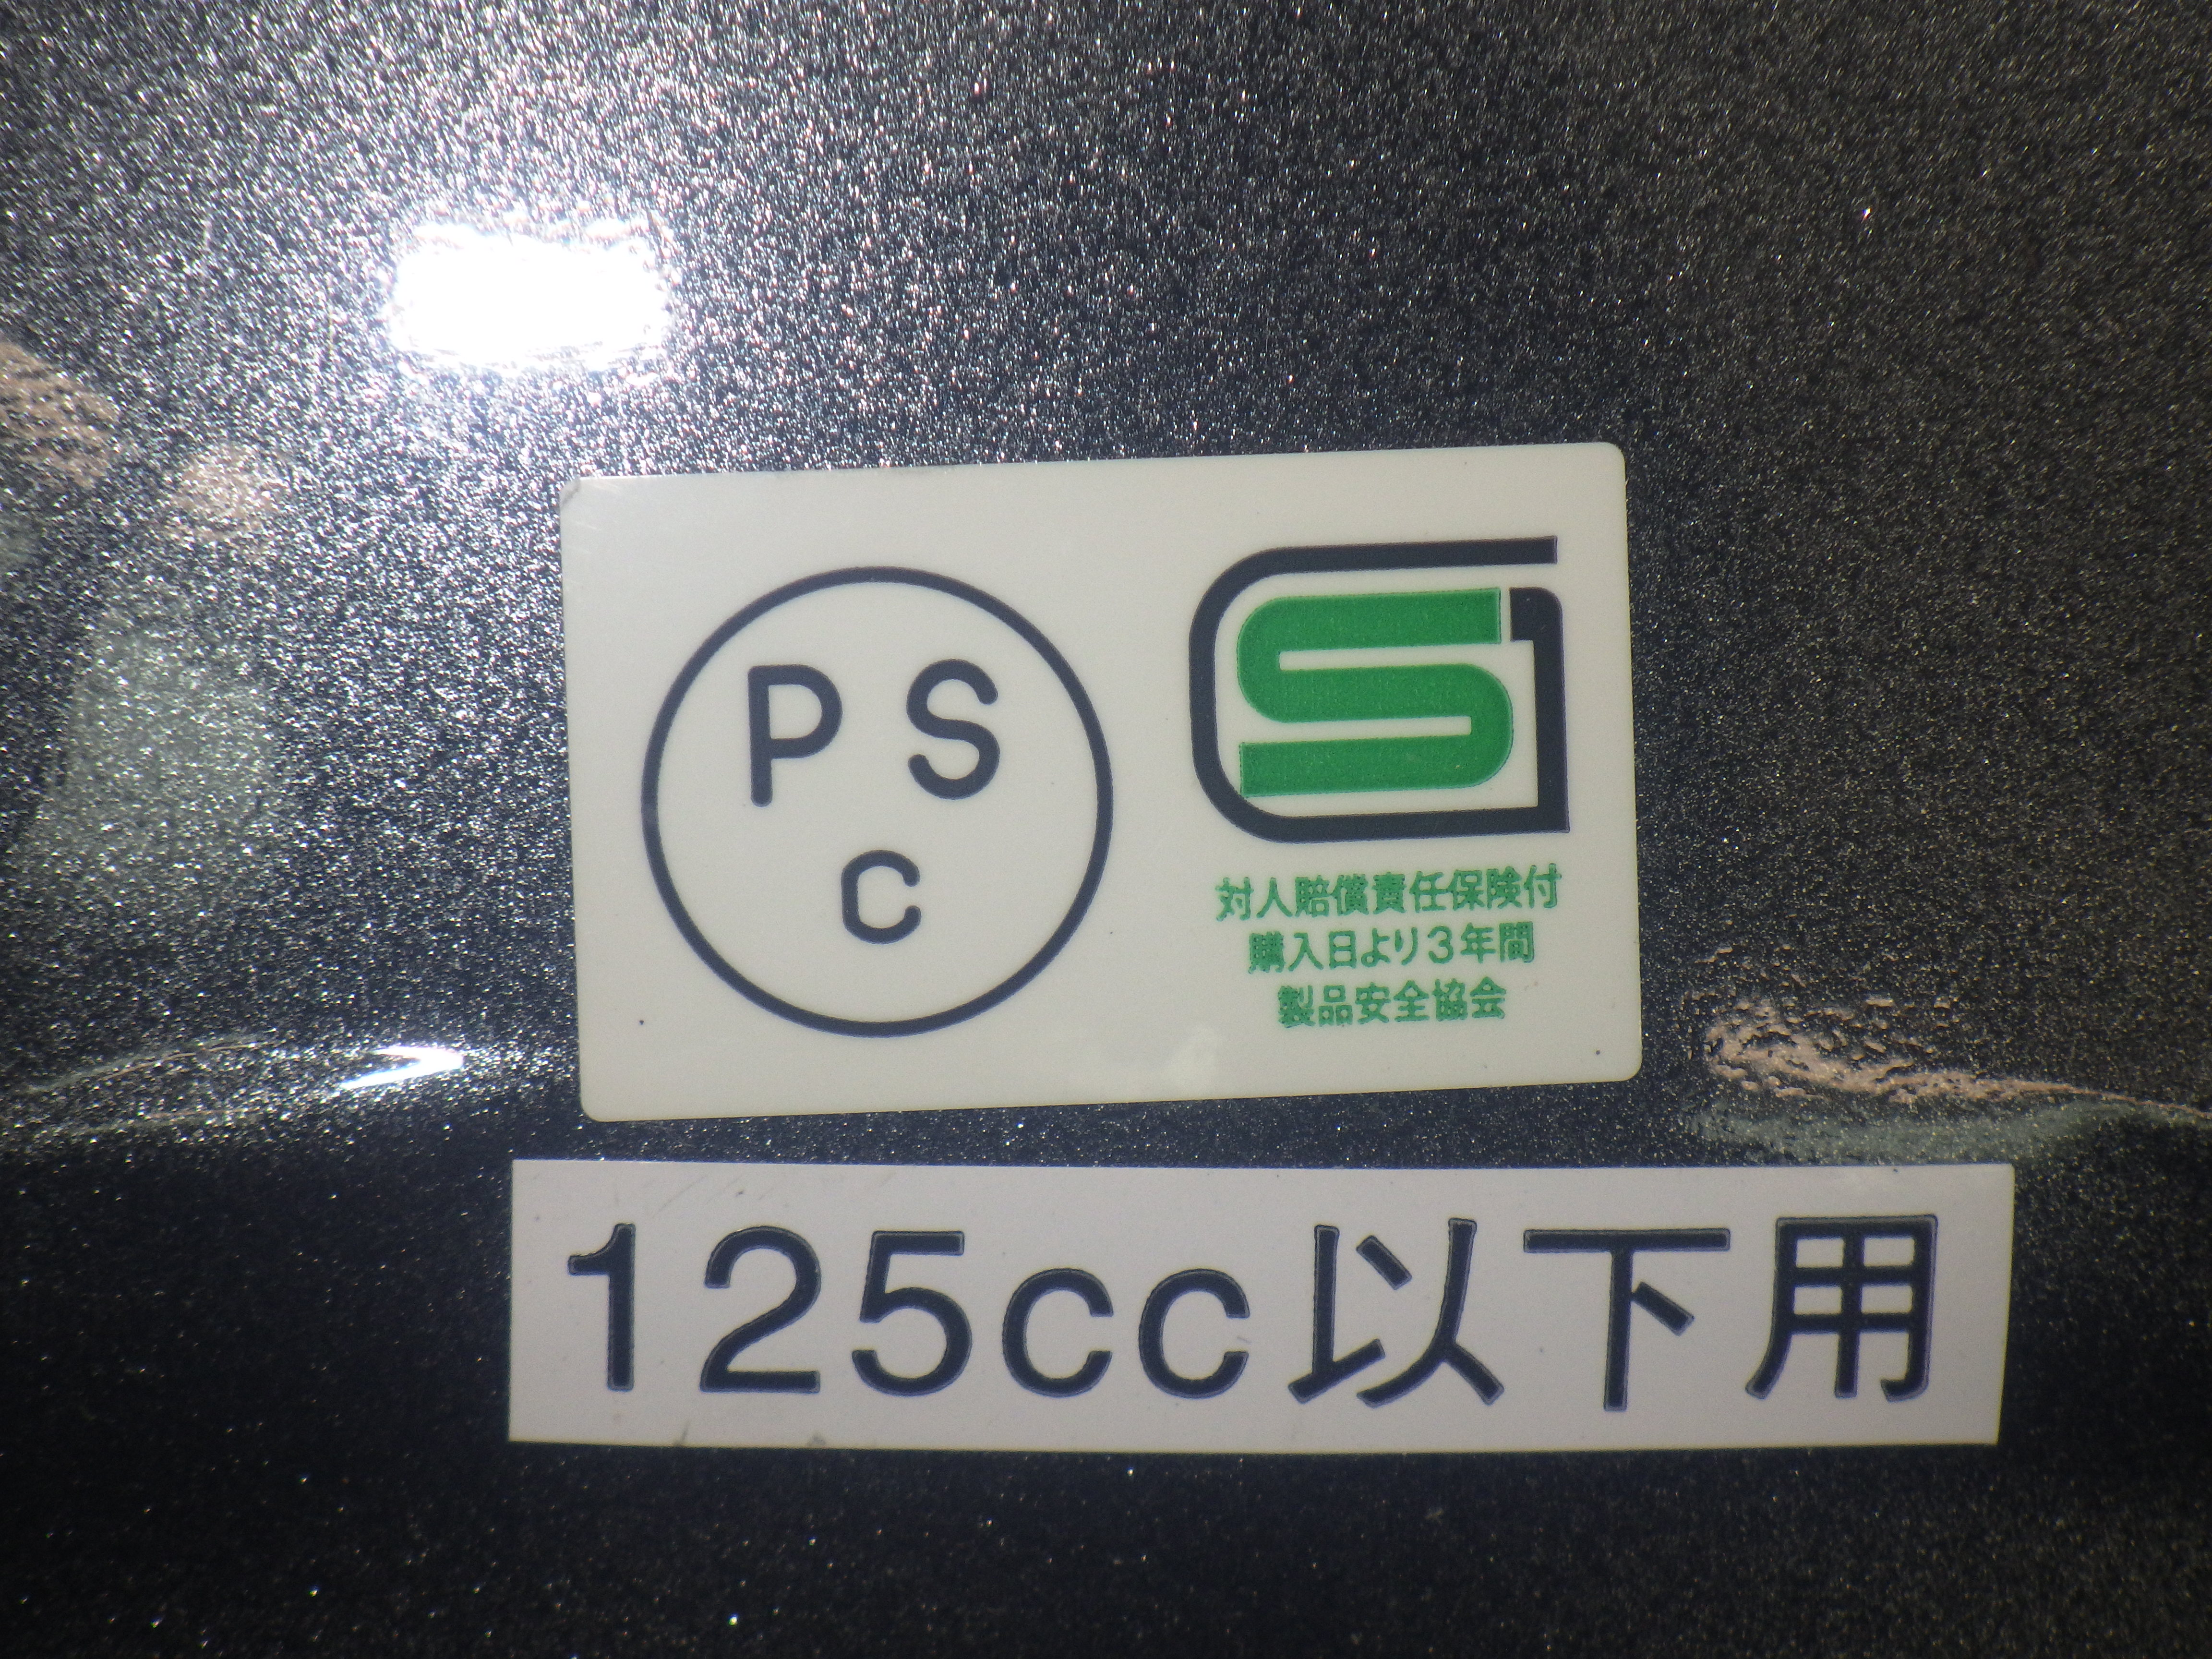 PS
C
SG
対人賠償責任保険付
購入日より3年間
製品安全協会
125cc以下用